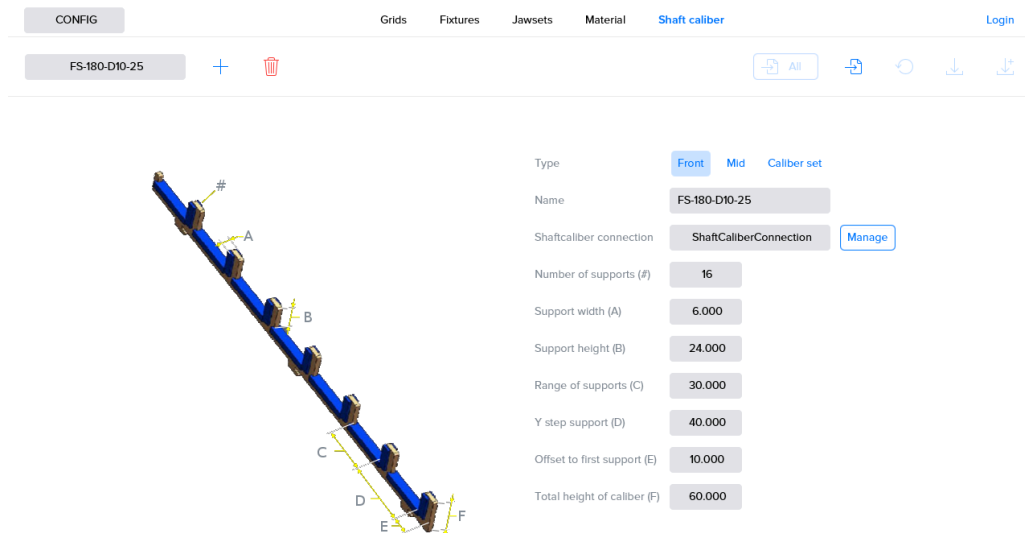 CONFIG Grids Fixtures Jawsets Material Shaft caliber Login
FS-180-D10-25 All
Type Front Mid Caliber set
#
Name FS-180-D10-25
A
Shaftcaliber connection ShaftCaliberConnection Manage
Number of supports (#) 16
B
Support width (A) 6.000
Support height (B) 24.000
Range of supports (C) 30.000
Y step support (D) 40.000
C
Offset to first support (E) 10.000
D
Total height of caliber (F) 60.000
F
E